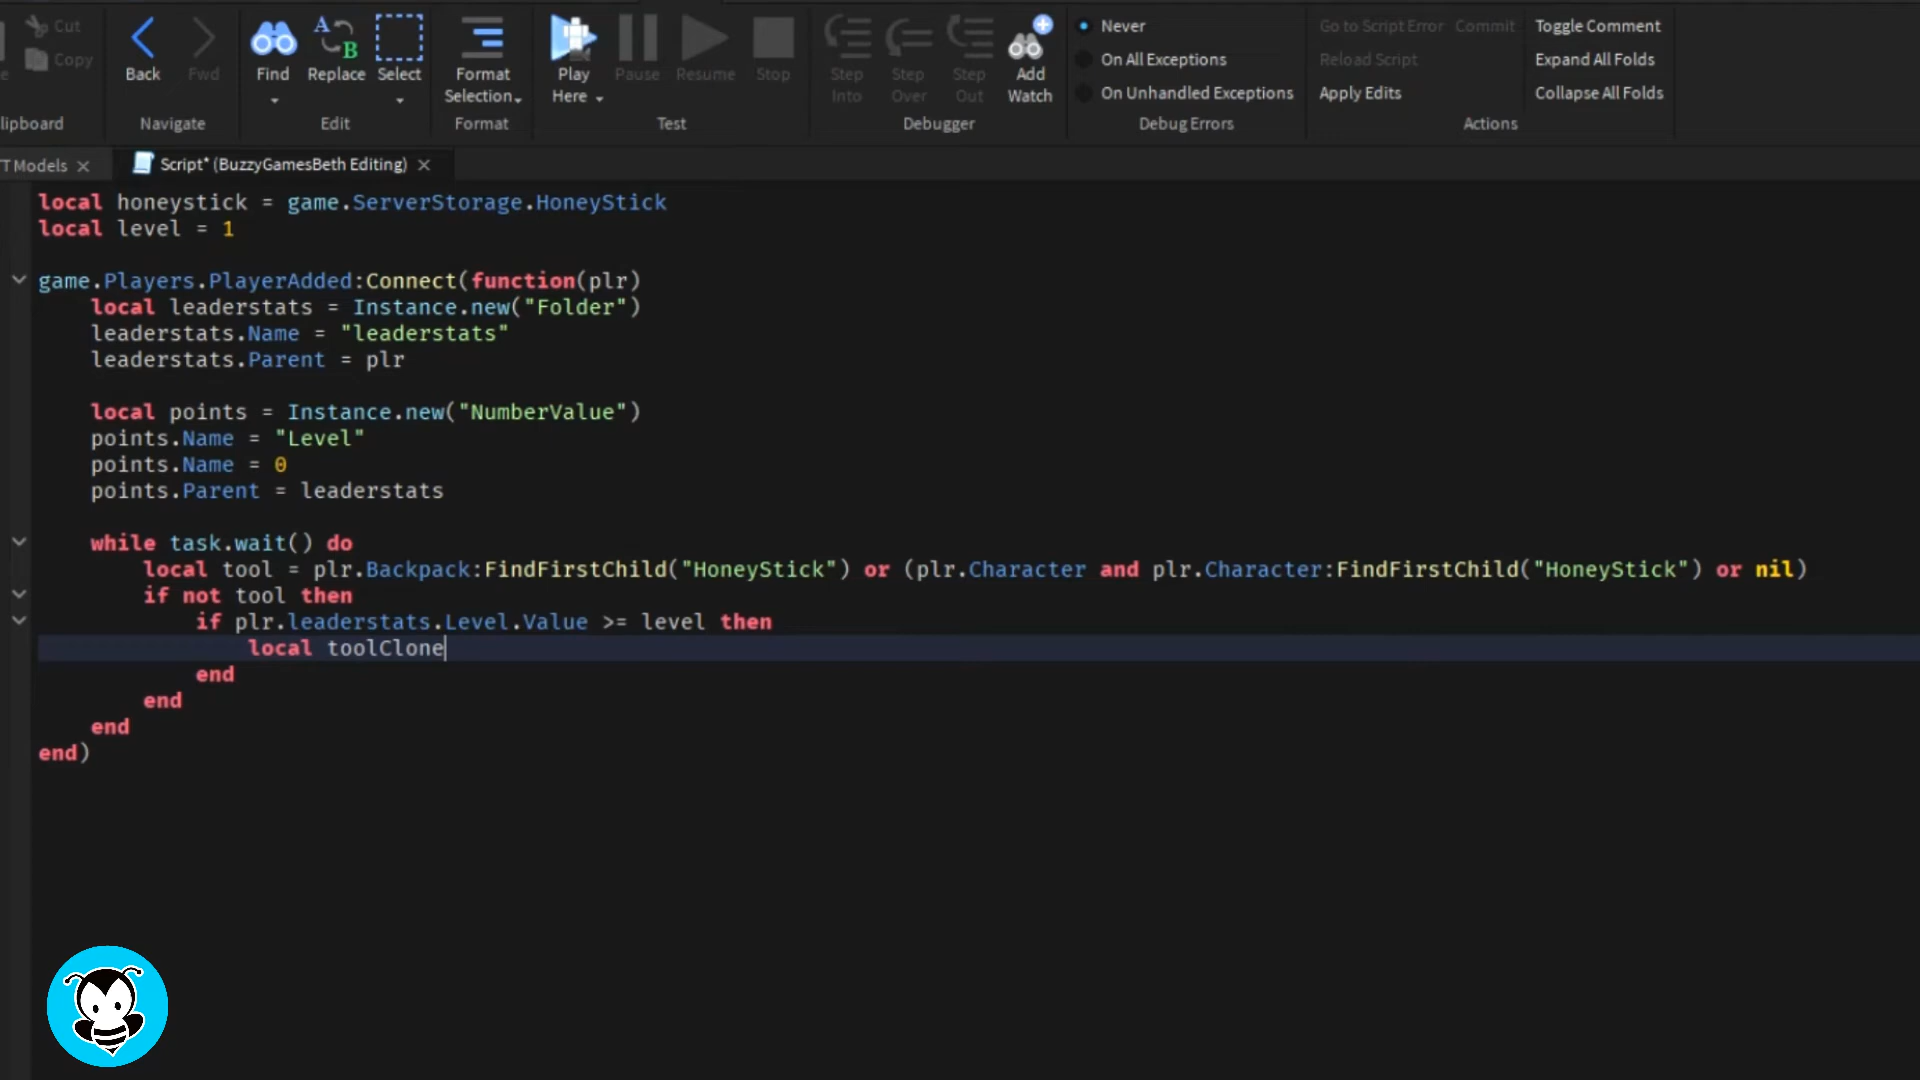 Cut
Copy
lipboard
Back
Fwd
Navigate
Find
Replace
Select
Edit
Format
Selection
Format
Play
Here
Pause
Resume
Stop
Test
Step
Into
Step
Over
Step
Out
Add
Watch
Debugger
Never
On All Exceptions
On Unhandled Exceptions
Debug Errors
Go to Script Error
Commit
Reload Script
Apply Edits
Toggle Comment
Expand All Folds
Collapse All Folds
Actions
T Models
Script* (BuzzyGamesBeth Editing)
local honeystick = game.ServerStorage.HoneyStick
local level = 1
game.Players.PlayerAdded:Connect(function(plr)
local leaderstats = Instance.new("Folder")
leaderstats.Name = "leaderstats"
leaderstats.Parent = plr
local points = Instance.new("NumberValue")
points.Name = "Level"
points.Name = 0
points.Parent = leaderstats
while task.wait() do
local tool = plr.Backpack:FindFirstChild("HoneyStick") or (plr.Character and plr.Character:FindFirstChild("HoneyStick") or nil)
if not tool then
if plr.leaderstats.Level.Value >= level then
local toolClone
end
end
end
end)